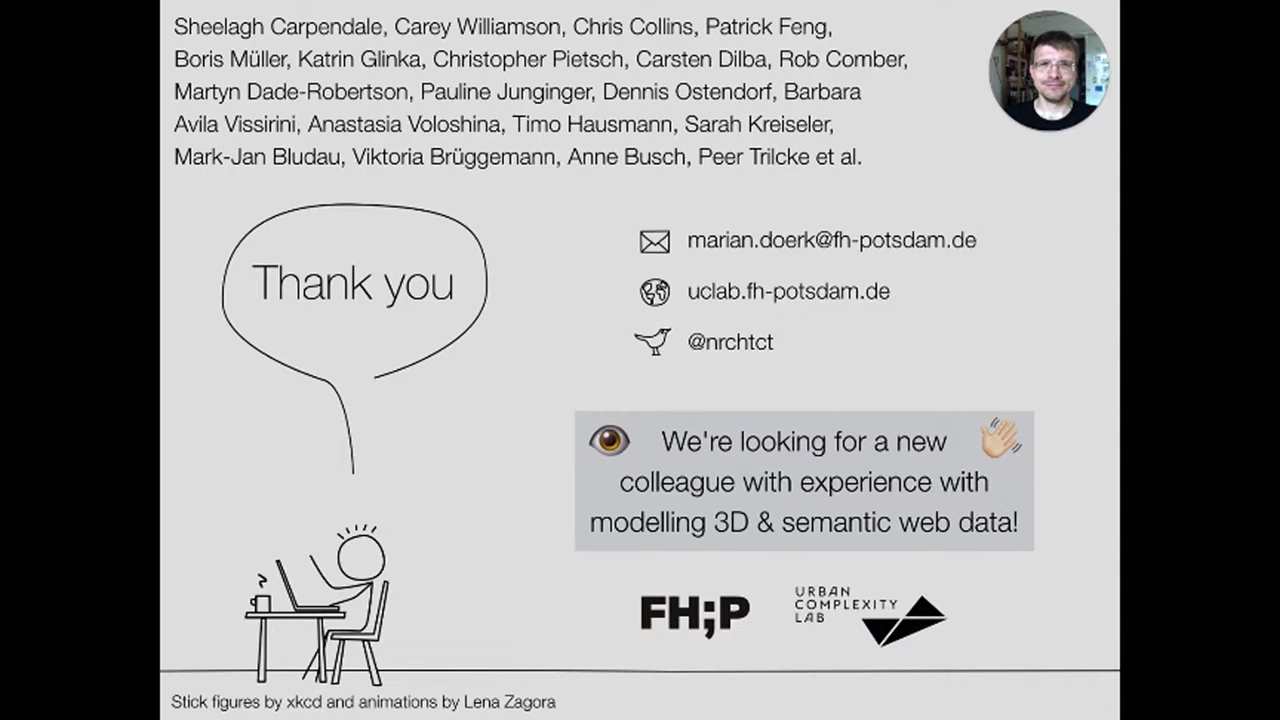 Sheelagh Carpendale, Carey Williamson, Chris Collins, Patrick Feng,
Boris Müller, Katrin Glinka, Christopher Pietsch, Carsten Dilba, Rob Comber,
Martyn Dade-Robertson, Pauline Junginger, Dennis Ostendorf, Barbara
Avila Vissirini, Anastasia Voloshina, Timo Hausmann, Sarah Kreiseler,
Mark-Jan Bludau, Viktoria Brüggemann, Anne Busch, Peer Trilcke et al.
Thank you
marian.doerk@fh-potsdam.de
uclab.fh-potsdam.de
@nrchtct
We're looking for a new
colleague with experience with
modelling 3D & semantic web data!
FH;P
URBAN
COMPLEXITY
LAB
Stick figures by xkcd and animations by Lena Zagora